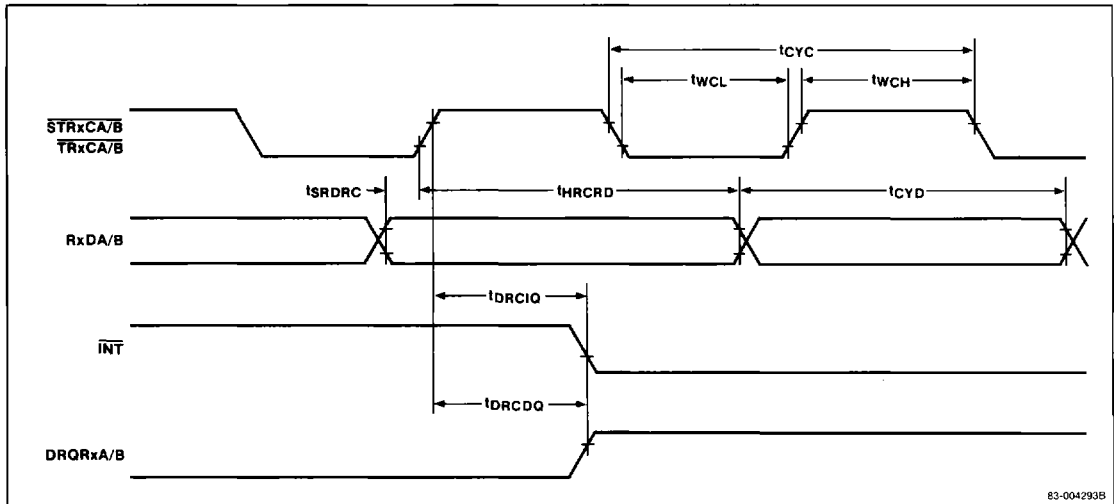 tCYC
tWCL
tWCH
STRxCA/B
TRxCA/B
tSRDRC
tHRCRD
tCYD
RxDA/B
tDRCIQ
INT
tDRCDQ
DRQRxA/B
83-004293B